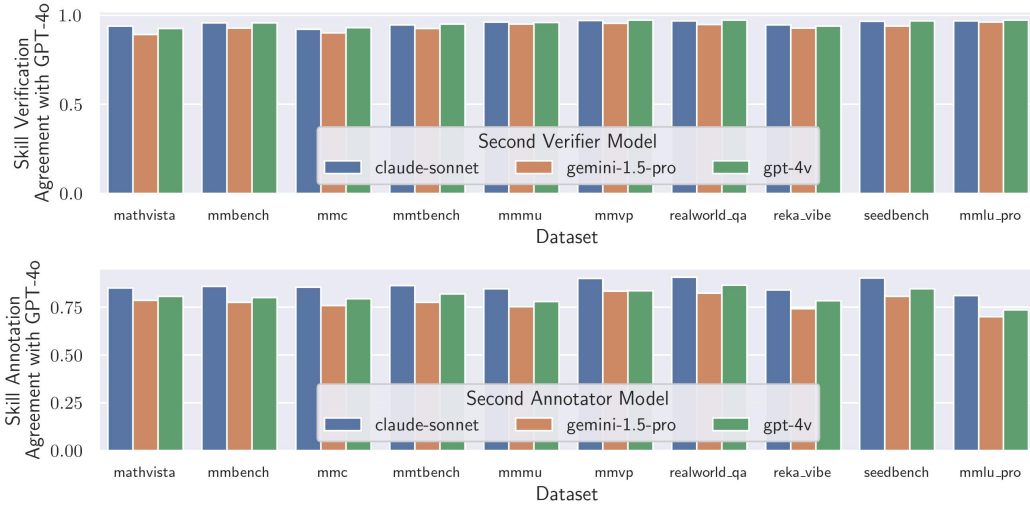 Skill Verification
Agreement with GPT-4o
1.0
0.5
0.0
Second Verifier Model
claude-sonnet
gemini-1.5-pro
gpt-4v
mathvista
mmbench
mmc
mmtbench
mmmu
mmvp
realworld_qa
reka_vibe
seedbench
mmlu_pro
Dataset
Skill Annotation
Agreement with GPT-4o
0.75
0.50
0.25
0.00
Second Annotator Model
claude-sonnet
gemini-1.5-pro
gpt-4v
mathvista
mmbench
mmc
mmtbench
mmmu
mmvp
realworld_qa
reka_vibe
seedbench
mmlu_pro
Dataset